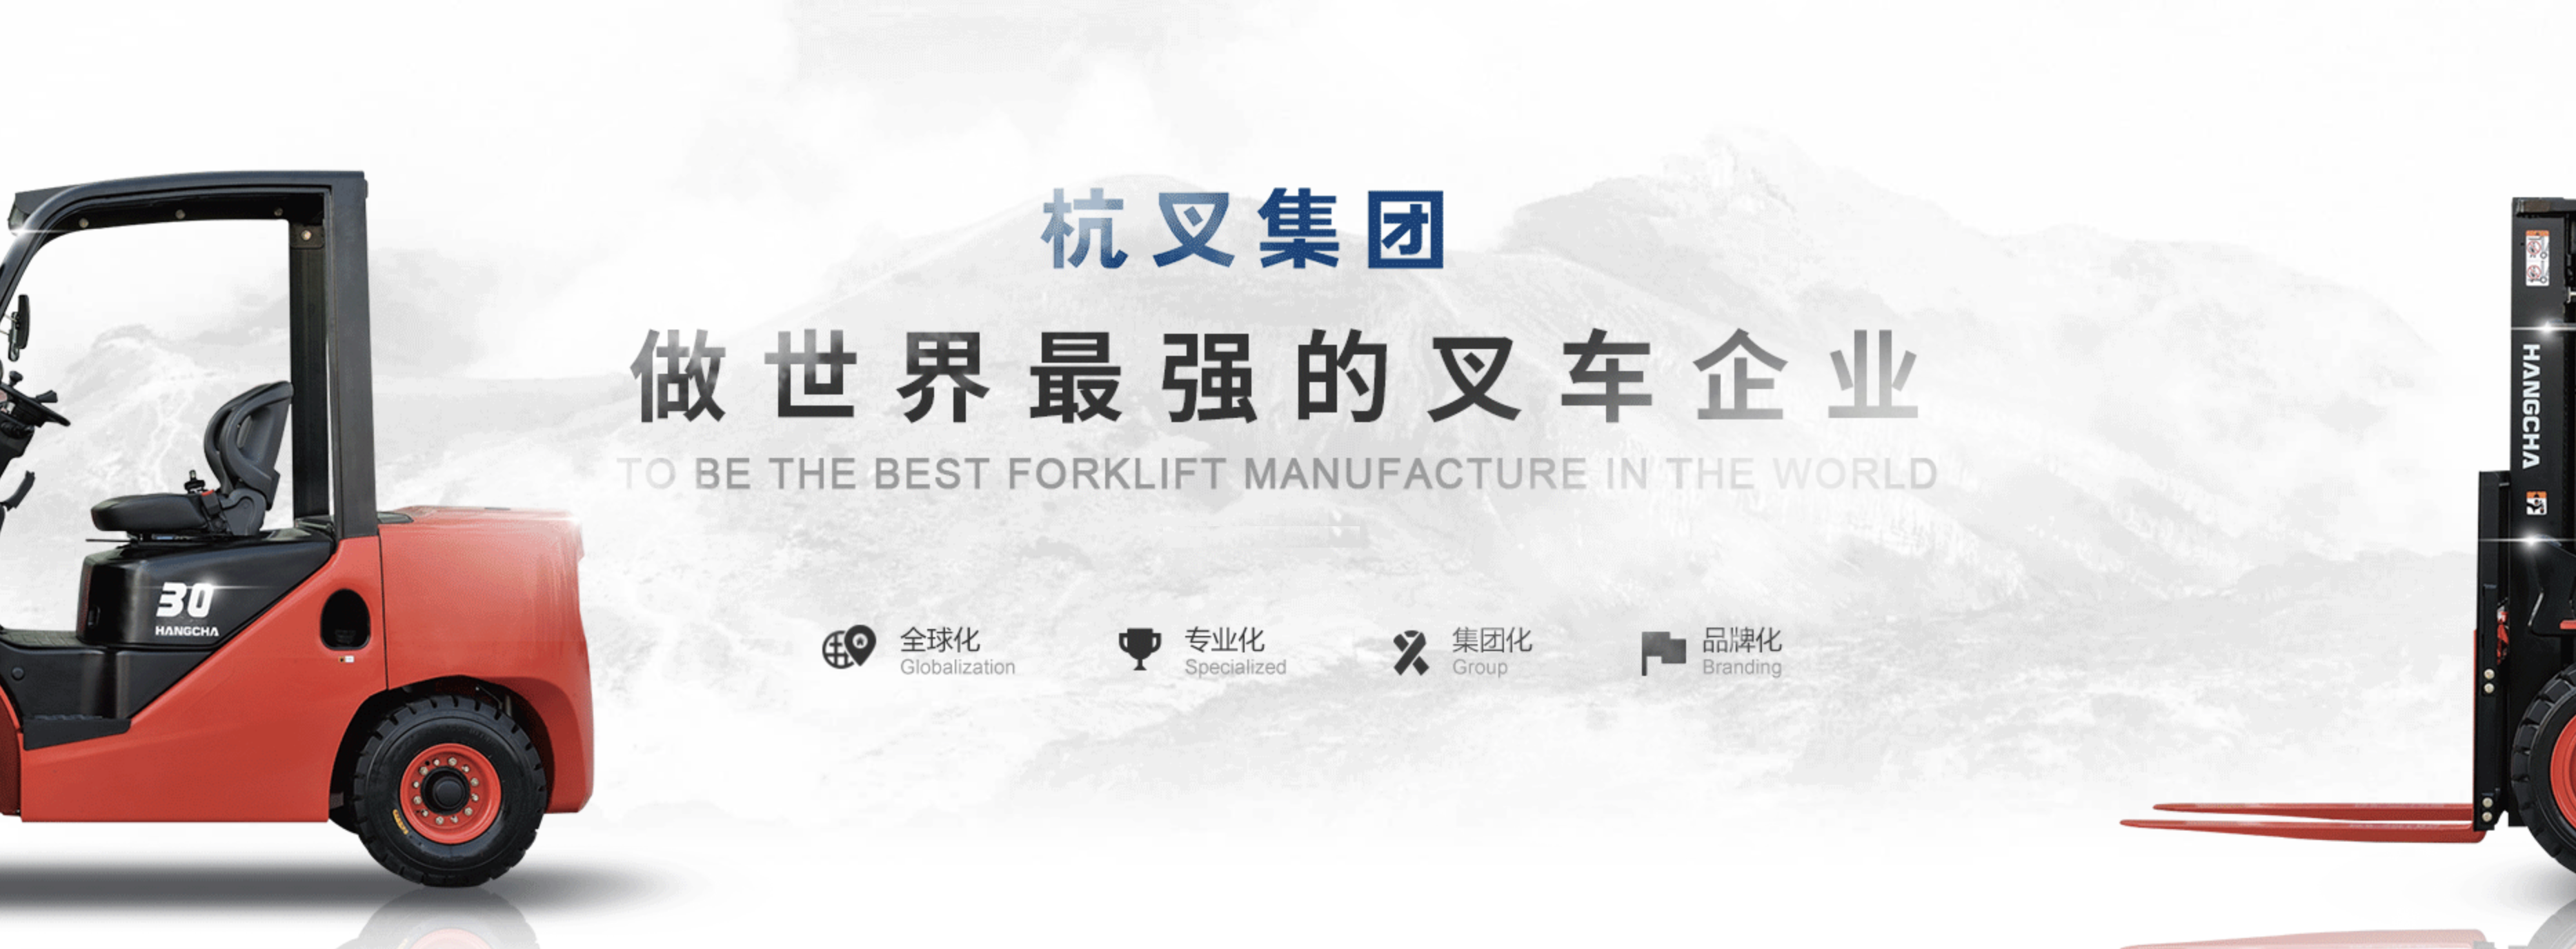 杭叉集团
做世界最强的叉车企业
TO BE THE BEST FORKLIFT MANUFACTURE IN THE WORLD
全球化
Globalization
专业化
Specialized
集团化
Group
品牌化
Branding
30
HANGCHA
HANGCHA